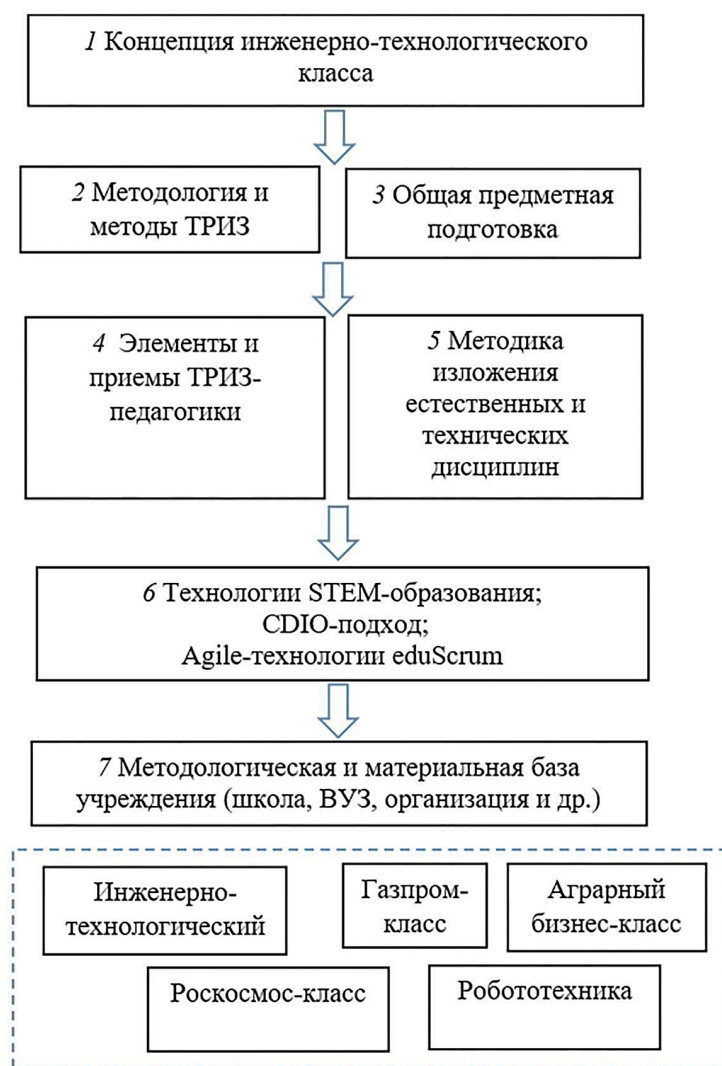 1 Концепция инженерно-технологического
класса
2 Методология и
методы ТРИЗ
3 Общая предметная
подготовка
4 Элементы и
приемы ТРИЗ-
педагогики
5 Методика
изложения
естественных и
технических
дисциплин
6 Технологии STEM-образования;
CDIO-подход;
Agile-технологии eduScrum
7 Методологическая и материальная база
учреждения (школа, ВУЗ, организация и др.)
Инженерно-
технологический
Газпром-
класс
Аграрный
бизнес-класс
Роскосмос-класс
Робототехника